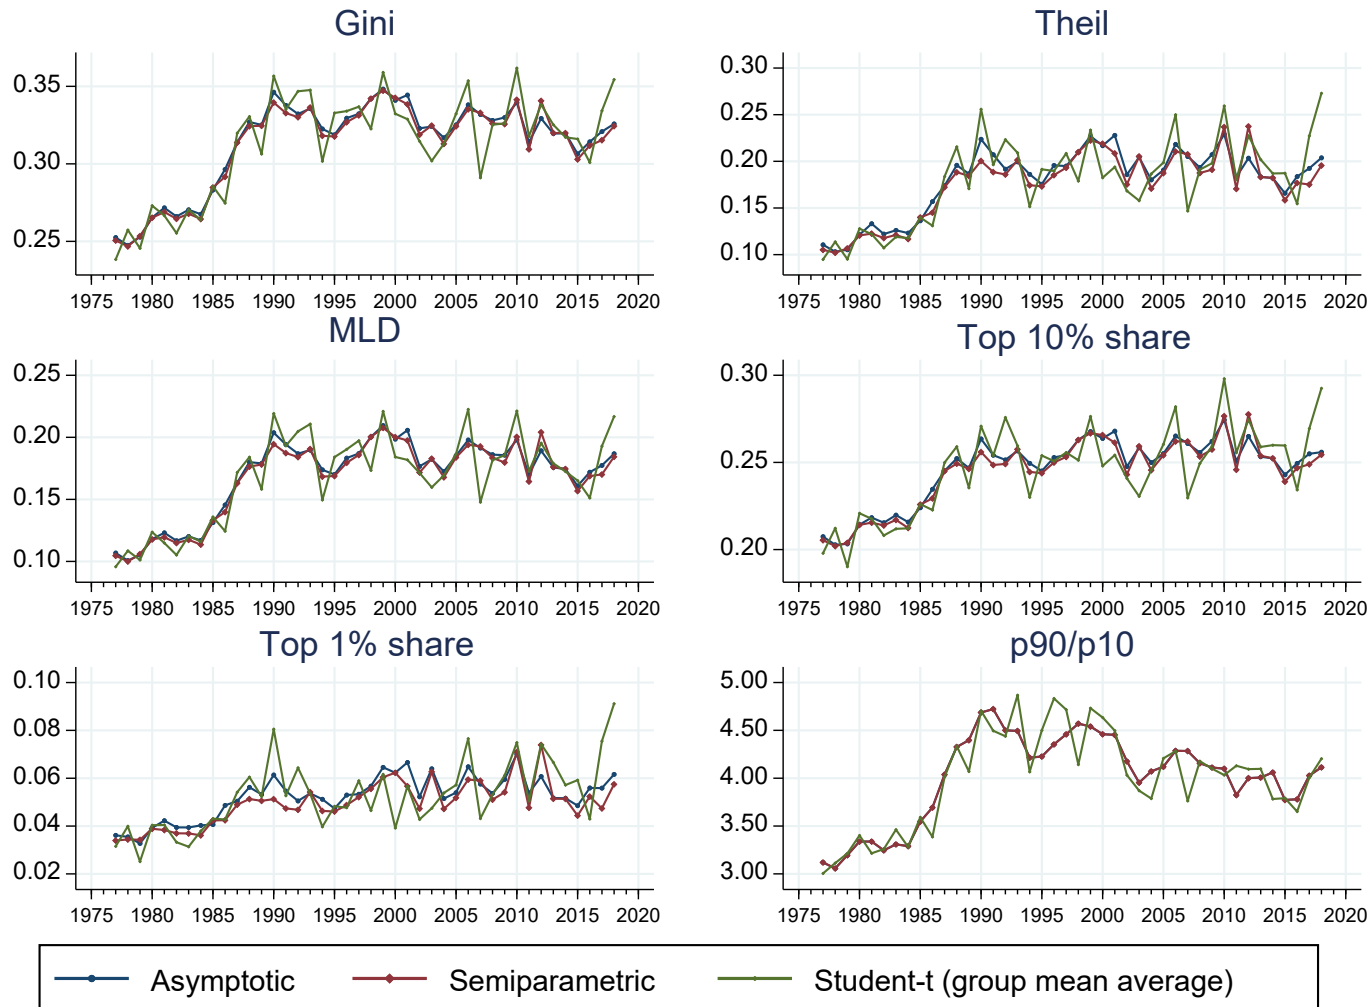 Gini
0.35
0.30
0.25
1975 1980 1985 1990 1995 2000 2005 2010 2015 2020
Theil
0.30
0.25
0.20
0.15
0.10
1975 1980 1985 1990 1995 2000 2005 2010 2015 2020
MLD
0.25
0.20
0.15
0.10
1975 1980 1985 1990 1995 2000 2005 2010 2015 2020
Top 10% share
0.30
0.25
0.20
1975 1980 1985 1990 1995 2000 2005 2010 2015 2020
Top 1% share
0.10
0.08
0.06
0.04
0.02
1975 1980 1985 1990 1995 2000 2005 2010 2015 2020
p90/p10
5.00
4.50
4.00
3.50
3.00
1975 1980 1985 1990 1995 2000 2005 2010 2015 2020
Asymptotic Semiparametric Student-t (group mean average)